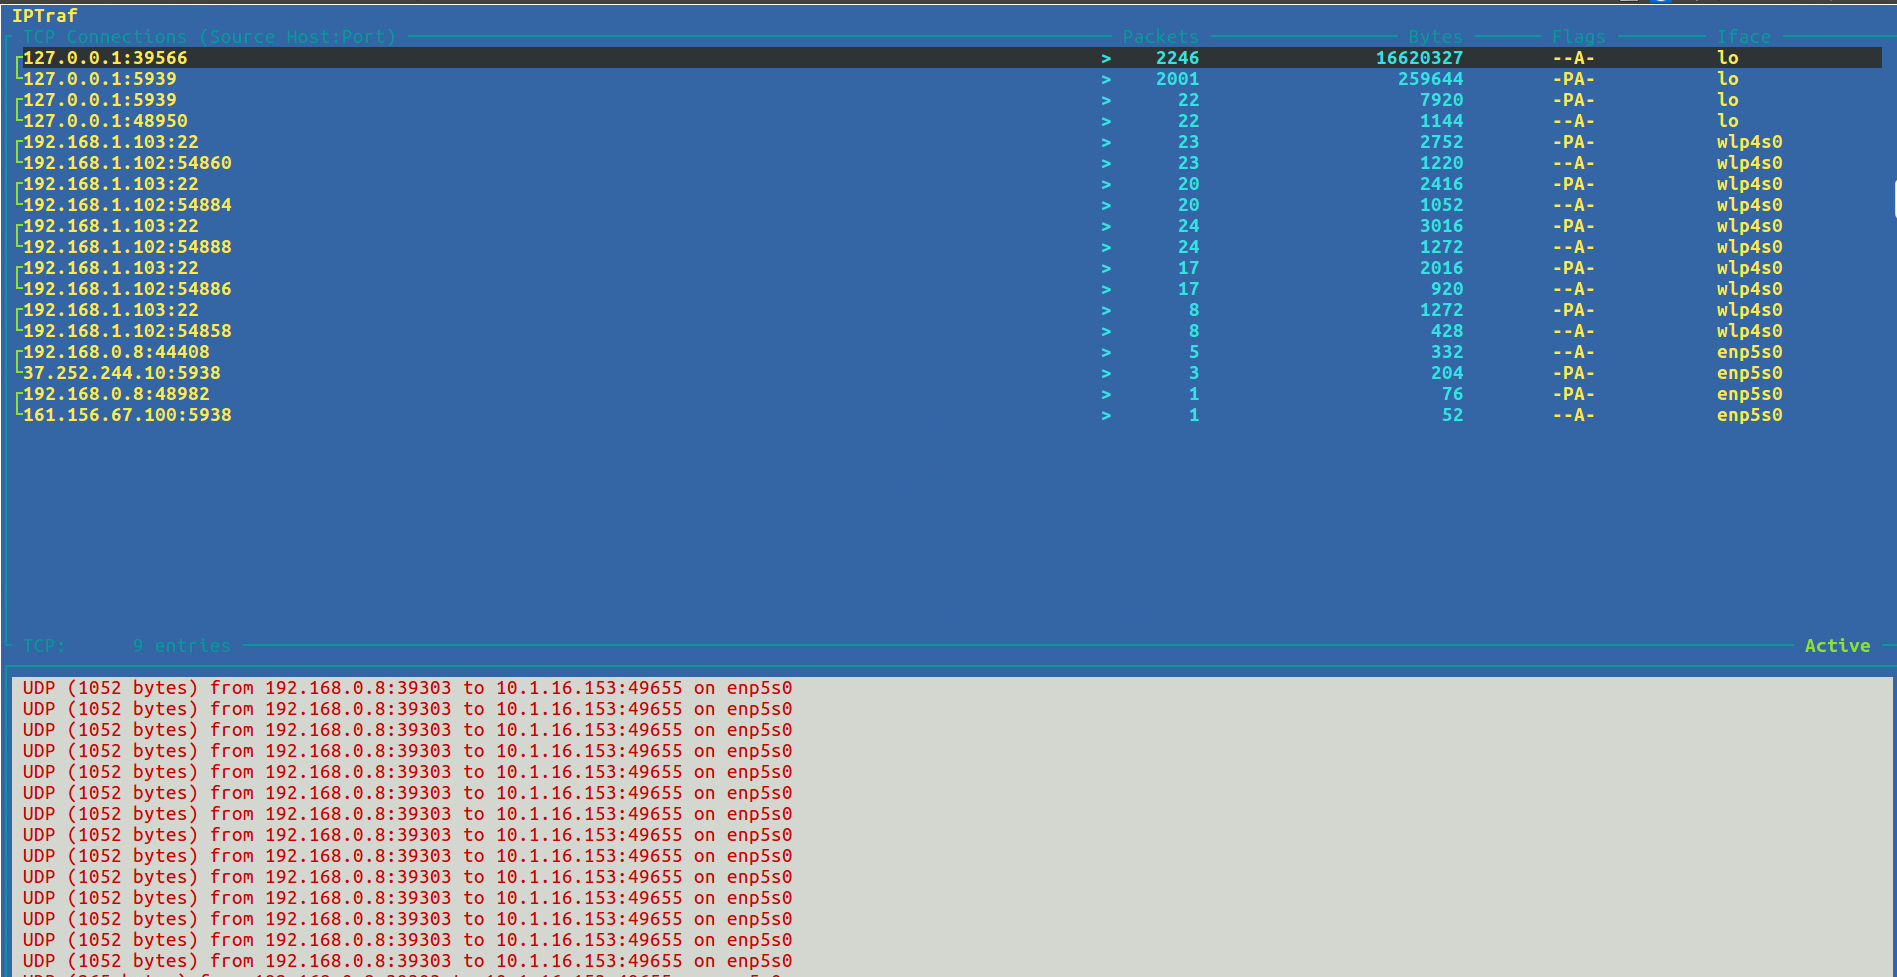 IPTraf
TCP Connections (Source Host:Port) Packets Bytes Flags Iface
127.0.0.1:39566 > 2246 16620327 --A- lo
127.0.0.1:5939 > 2001 259644 -PA- lo
127.0.0.1:5939 > 22 7920 -PA- lo
127.0.0.1:48950 > 22 1144 --A- lo
192.168.1.103:22 > 23 2752 -PA- wlp4s0
192.168.1.102:54860 > 23 1220 --A- wlp4s0
192.168.1.103:22 > 20 2416 -PA- wlp4s0
192.168.1.102:54884 > 20 1052 --A- wlp4s0
192.168.1.103:22 > 24 3016 -PA- wlp4s0
192.168.1.102:54888 > 24 1272 --A- wlp4s0
192.168.1.103:22 > 17 2016 -PA- wlp4s0
192.168.1.102:54886 > 17 920 --A- wlp4s0
192.168.1.103:22 > 8 1272 -PA- wlp4s0
192.168.1.102:54858 > 8 428 --A- wlp4s0
192.168.0.8:44408 > 5 332 --A- enp5s0
37.252.244.10:5938 > 3 204 -PA- enp5s0
192.168.0.8:48982 > 1 76 -PA- enp5s0
161.156.67.100:5938 > 1 52 --A- enp5s0
TCP: 9 entries Active
UDP (1052 bytes) from 192.168.0.8:39303 to 10.1.16.153:49655 on enp5s0
UDP (1052 bytes) from 192.168.0.8:39303 to 10.1.16.153:49655 on enp5s0
UDP (1052 bytes) from 192.168.0.8:39303 to 10.1.16.153:49655 on enp5s0
UDP (1052 bytes) from 192.168.0.8:39303 to 10.1.16.153:49655 on enp5s0
UDP (1052 bytes) from 192.168.0.8:39303 to 10.1.16.153:49655 on enp5s0
UDP (1052 bytes) from 192.168.0.8:39303 to 10.1.16.153:49655 on enp5s0
UDP (1052 bytes) from 192.168.0.8:39303 to 10.1.16.153:49655 on enp5s0
UDP (1052 bytes) from 192.168.0.8:39303 to 10.1.16.153:49655 on enp5s0
UDP (1052 bytes) from 192.168.0.8:39303 to 10.1.16.153:49655 on enp5s0
UDP (1052 bytes) from 192.168.0.8:39303 to 10.1.16.153:49655 on enp5s0
UDP (1052 bytes) from 192.168.0.8:39303 to 10.1.16.153:49655 on enp5s0
UDP (1052 bytes) from 192.168.0.8:39303 to 10.1.16.153:49655 on enp5s0
UDP (1052 bytes) from 192.168.0.8:39303 to 10.1.16.153:49655 on enp5s0
UDP (1052 bytes) from 192.168.0.8:39303 to 10.1.16.153:49655 on enp5s0